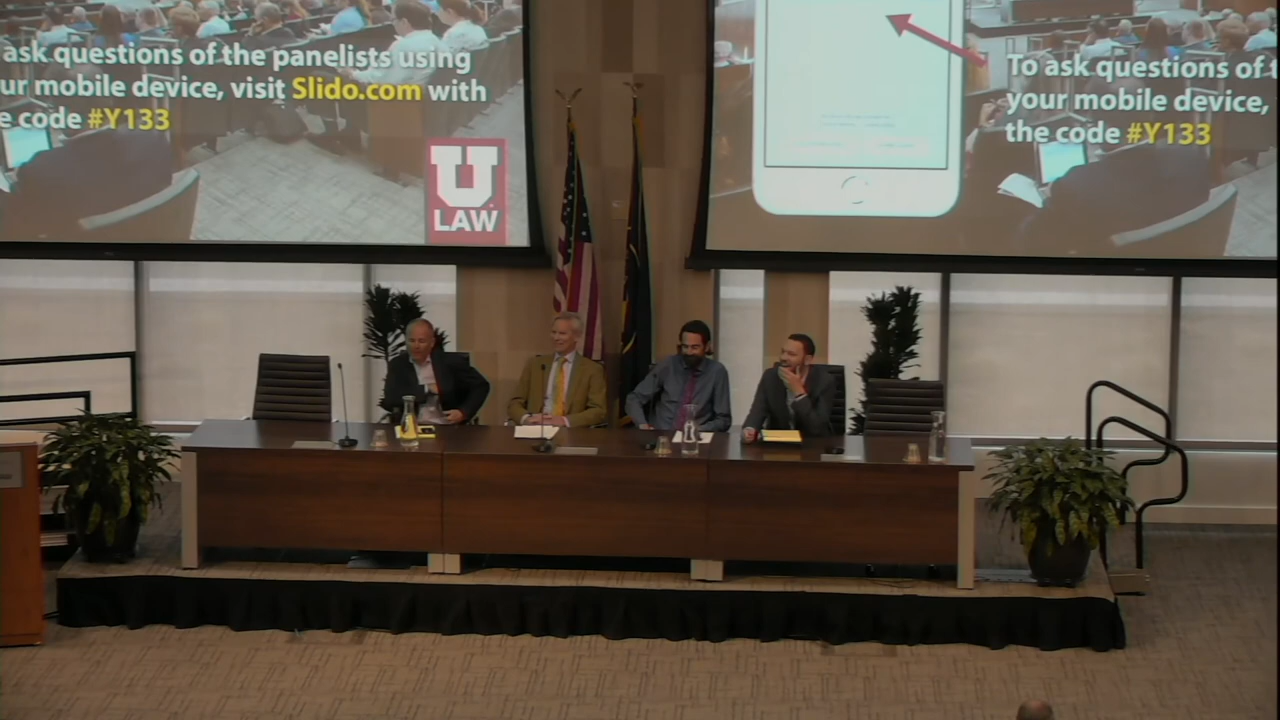 ask questions of the panelists using
ur mobile device, visit Slido.com with
e code #Y133
U
LAW
To ask questions of t
your mobile device,
the code #Y133